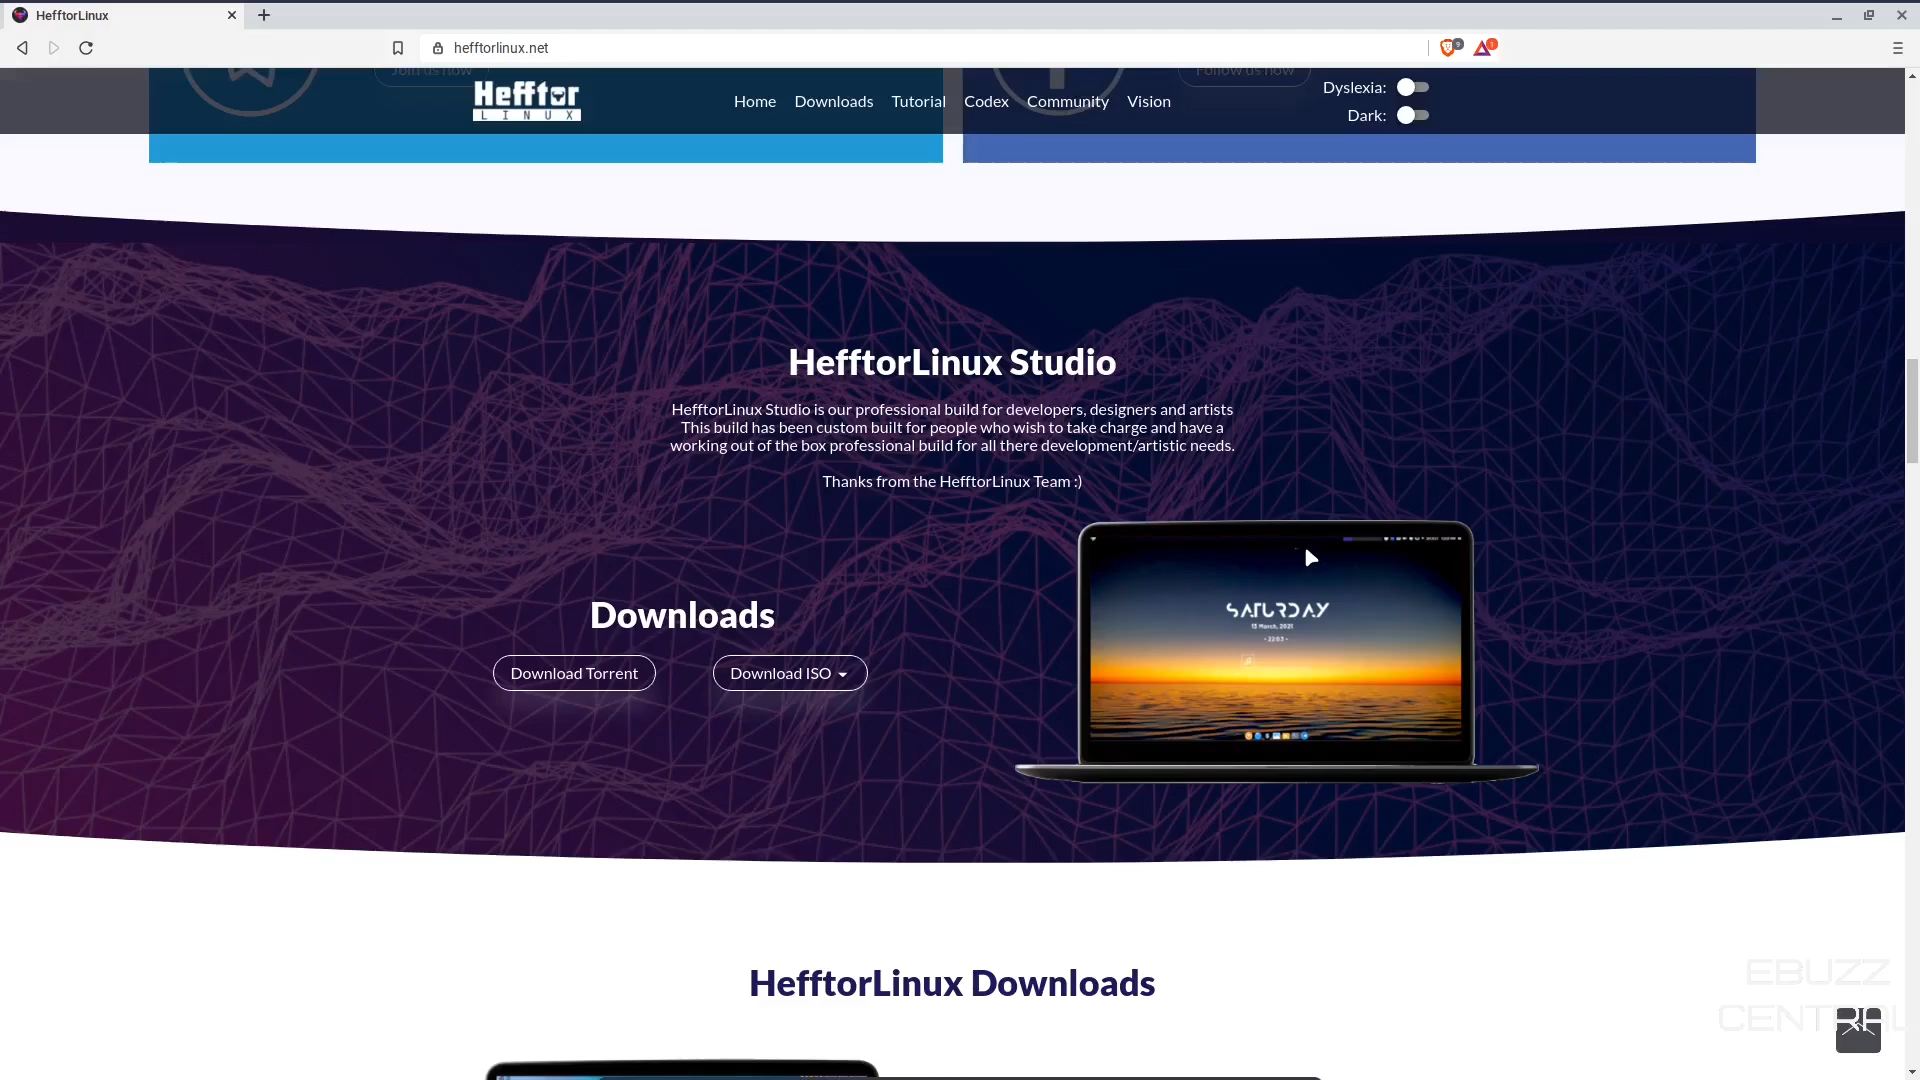 HefftorLinux
hefftorlinux.net
9
1
Join us now
Follow us now
Hefftor
LINUX
Home Downloads Tutorial Codex Community Vision
Dyslexia:
Dark:
HefftorLinux Studio
HefftorLinux Studio is our professional build for developers, designers and artists
This build has been custom built for people who wish to take charge and have a
working out of the box professional build for all there development/artistic needs.
Thanks from the HefftorLinux Team :)
Downloads
Download Torrent
Download ISO
SATURDAY
13 March, 2021
- 22:03 -
HefftorLinux Downloads
EBUZZ
CENTRAL